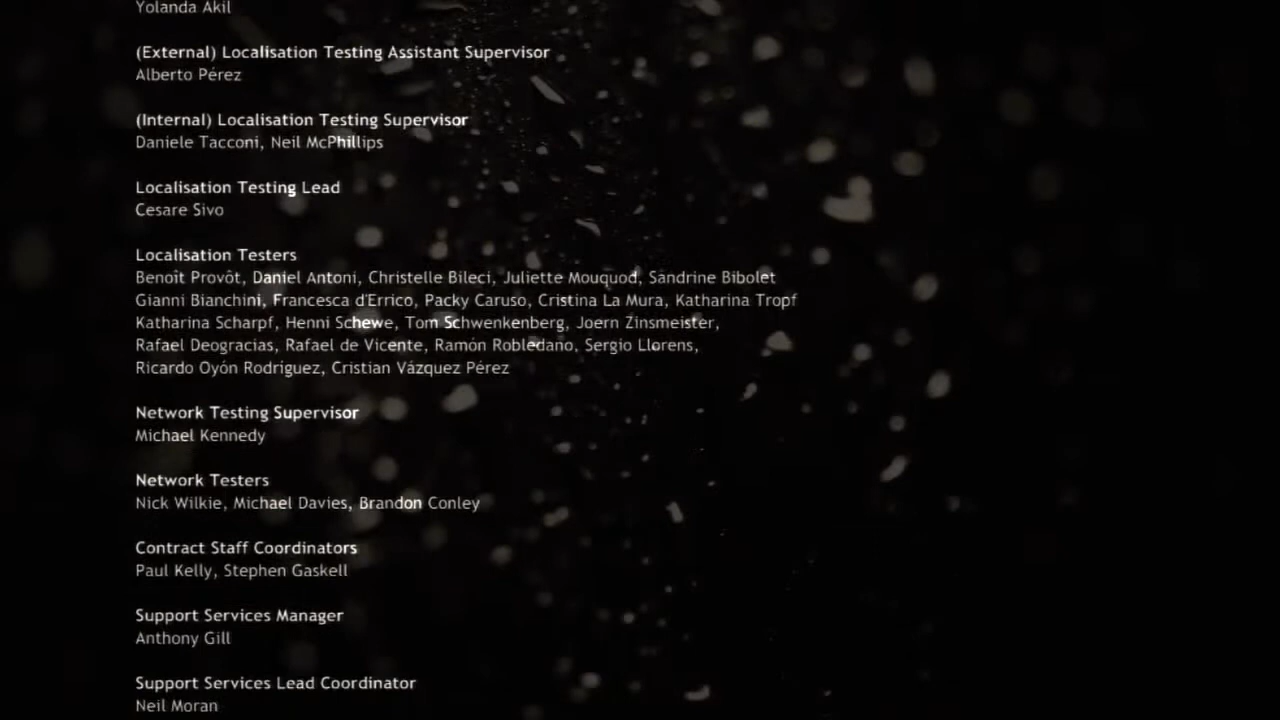 Yolanda Akil
(External) Localisation Testing Assistant Supervisor
Alberto Pérez
(Internal) Localisation Testing Supervisor
Daniele Tacconi, Neil McPhillips
Localisation Testing Lead
Cesare Sivo
Localisation Testers
Benoît Provôt, Daniel Antoni, Christelle Bileci, Juliette Mouquod, Sandrine Bibolet
Gianni Bianchini, Francesca d'Errico, Packy Caruso, Cristina La Mura, Katharina Tropf
Katharina Scharpf, Henni Schewe, Tom Schwenkenberg, Joern Zinsmeister,
Rafael Deogracias, Rafael de Vicente, Ramón Robledano, Sergio Llorens,
Ricardo Oyón Rodríguez, Cristian Vázquez Pérez
Network Testing Supervisor
Michael Kennedy
Network Testers
Nick Wilkie, Michael Davies, Brandon Conley
Contract Staff Coordinators
Paul Kelly, Stephen Gaskell
Support Services Manager
Anthony Gill
Support Services Lead Coordinator
Neil Moran